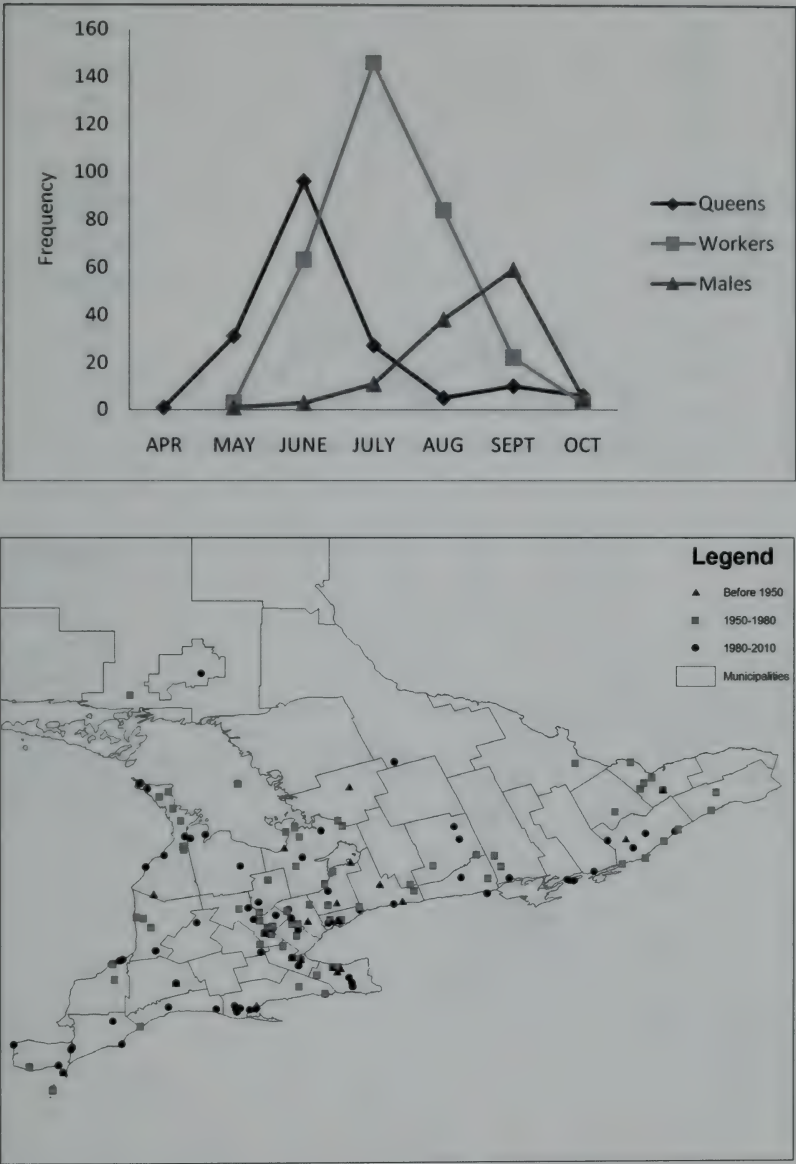 160
140
120
100
80
60
40
20
0
Frequency
APR MAY JUNE JULY AUG SEPT OCT
Queens
Workers
Males
Legend
Before 1950
1950-1980
1980-2010
Municipalities